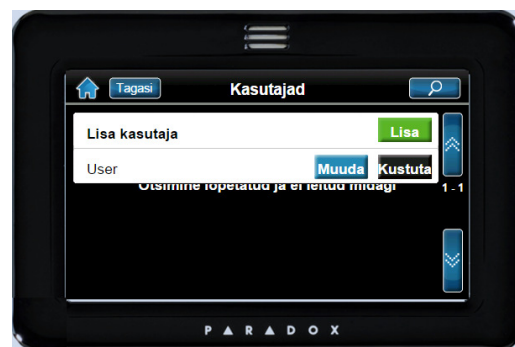 Tagasi Kasutajad
Lisa kasutaja Lisa
User Muuda Kustuta
Otsimine lõpetatud ja ei leitud midagi 1 - 1
PARADOX